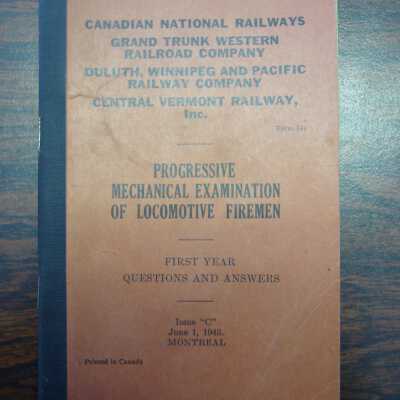 CANADIAN NATIONAL RAILWAYS
GRAND TRUNK WESTERN
RAILROAD COMPANY
DULUTH, WINNIPEG AND PACIFIC
RAILWAY COMPANY
CENTRAL VERMONT RAILWAY,
Inc.
Form
PROGRESSIVE
MECHANICAL EXAMINATION
OF LOCOMOTIVE FIREMEN
FIRST YEAR
QUESTIONS AND ANSWERS
Issue "C"
June 1,
MONTREAL
Printed in Canada